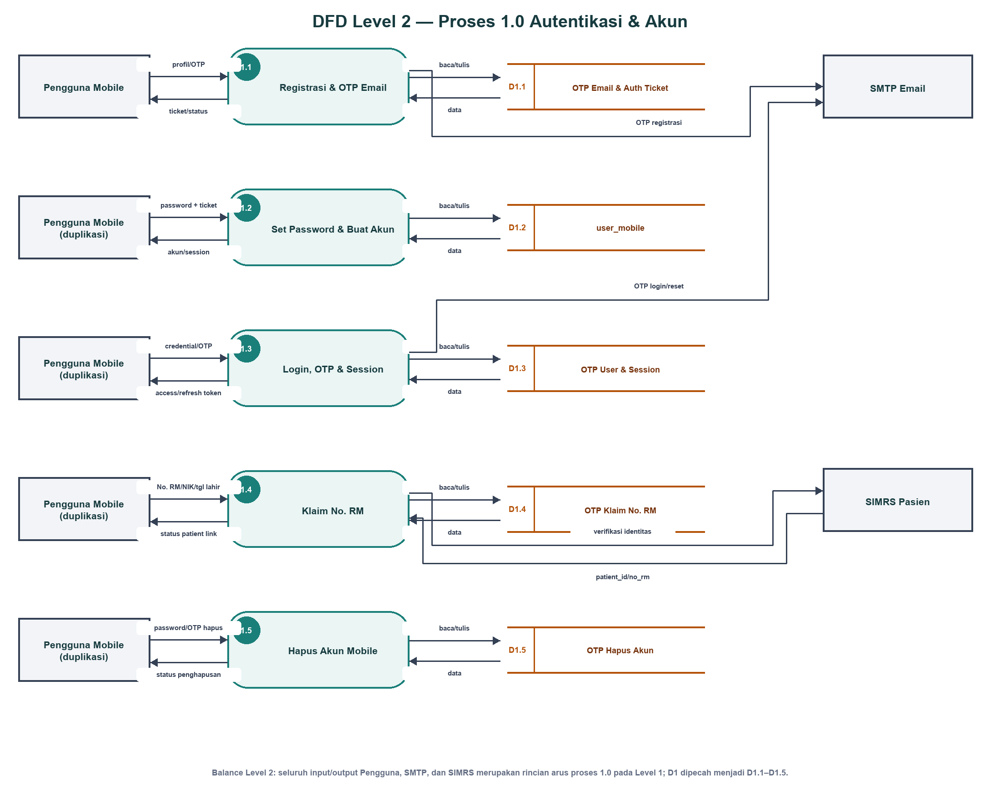 DFD Level 2 — Proses 1.0 Autentikasi & Akun
Pengguna Mobile
profil/OTP
ticket/status
1.1
Registrasi & OTP Email
baca/tulis
data
D1.1
OTP Email & Auth Ticket
OTP registrasi
SMTP Email
Pengguna Mobile
(duplikasi)
password + ticket
akun/session
1.2
Set Password & Buat Akun
baca/tulis
data
D1.2
user_mobile
OTP login/reset
Pengguna Mobile
(duplikasi)
credential/OTP
access/refresh token
1.3
Login, OTP & Session
baca/tulis
data
D1.3
OTP User & Session
Pengguna Mobile
(duplikasi)
No. RM/NIK/tgl lahir
status patient link
1.4
Klaim No. RM
baca/tulis
data
D1.4
OTP Klaim No. RM
verifikasi identitas
SIMRS Pasien
patient_id/no_rm
Pengguna Mobile
(duplikasi)
password/OTP hapus
status penghapusan
1.5
Hapus Akun Mobile
baca/tulis
data
D1.5
OTP Hapus Akun
Balance Level 2: seluruh input/output Pengguna, SMTP, dan SIMRS merupakan rincian arus proses 1.0 pada Level 1; D1 dipecah menjadi D1.1–D1.5.